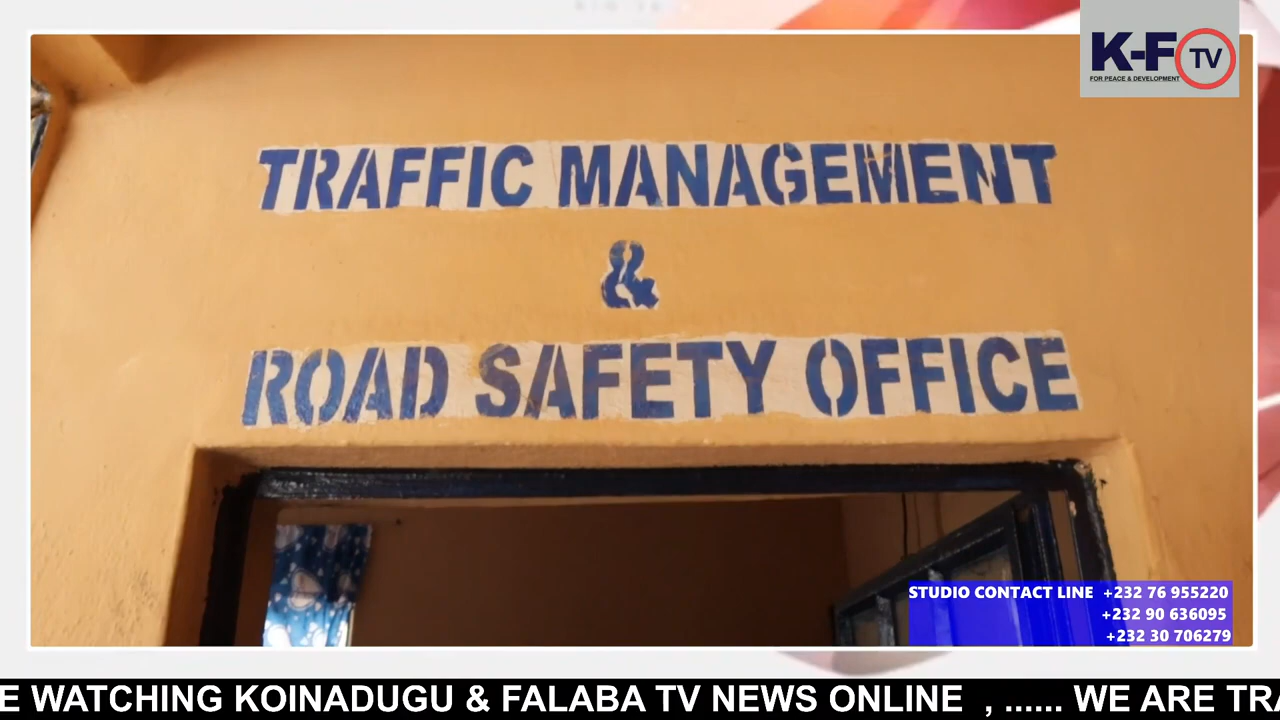 K-F TV
FOR PEACE & DEVELOPMENT
TRAFFIC MANAGEMENT
&
ROAD SAFETY OFFICE
STUDIO CONTACT LINE +232 76 955220
+232 90 636095
+232 30 706279
E WATCHING KOINADUGU & FALABA TV NEWS ONLINE , ...... WE ARE TRA